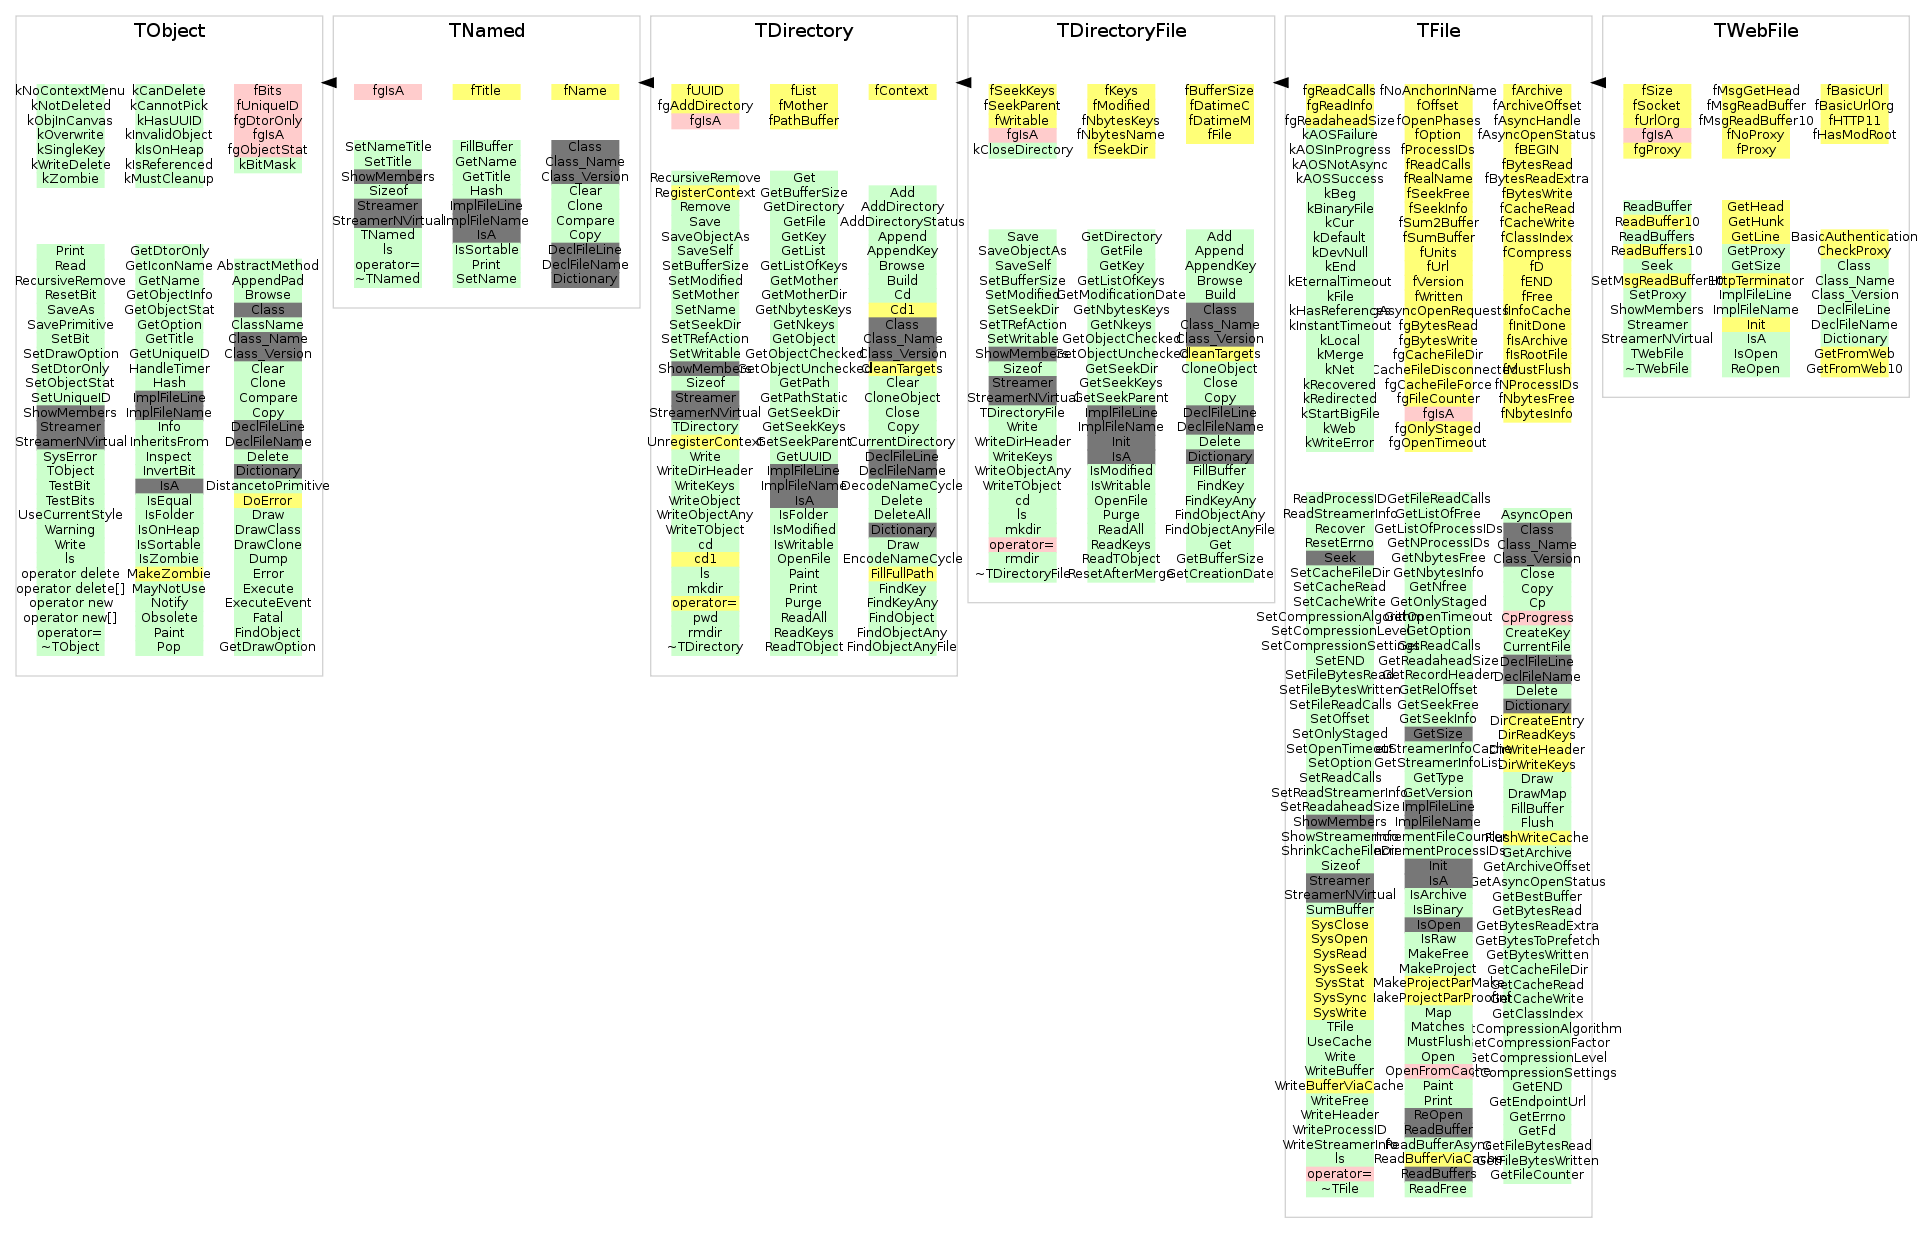 TObject
kNoContextMenu
kNotDeleted
kObjInCanvas
kOverwrite
kSingleKey
kWriteDelete
kZombie
kCanDelete
kCannotPick
kHasUUID
kInvalidObject
kIsOnHeap
kIsReferenced
kMustCleanup
fBits
fUniqueID
fgDtorOnly
fgIsA
fgObjectStat
kBitMask
Print
Read
RecursiveRemove
ResetBit
SaveAs
SavePrimitive
SetBit
SetDrawOption
SetDtorOnly
SetObjectStat
SetUniqueID
ShowMembers
Streamer
StreamerNVirtual
SysError
TObject
TestBit
TestBits
UseCurrentStyle
Warning
Write
ls
operator delete
operator delete[]
operator new
operator new[]
operator=
~TObject
GetDtorOnly
GetIconName
GetName
GetObjectInfo
GetObjectStat
GetOption
GetTitle
GetUniqueID
HandleTimer
Hash
ImplFileLine
ImplFileName
Info
InheritsFrom
Inspect
InvertBit
IsA
IsEqual
IsFolder
IsOnHeap
IsSortable
IsZombie
MakeZombie
MayNotUse
Notify
Obsolete
Paint
Pop
AbstractMethod
AppendPad
Browse
Class
ClassName
Class_Name
Class_Version
Clear
Clone
Compare
Copy
DeclFileLine
DeclFileName
Delete
Dictionary
DistancetoPrimitive
DoError
Draw
DrawClass
DrawClone
Dump
Error
Execute
ExecuteEvent
Fatal
FindObject
GetDrawOption
TNamed
fgIsA
fTitle
fName
SetNameTitle
SetTitle
ShowMembers
Sizeof
Streamer
StreamerNVirtual
TNamed
ls
operator=
~TNamed
FillBuffer
GetName
GetTitle
Hash
ImplFileLine
ImplFileName
IsA
IsSortable
Print
SetName
Class
Class_Name
Class_Version
Clear
Clone
Compare
Copy
DeclFileLine
DeclFileName
Dictionary
TDirectory
fUUID
fgAddDirectory
fgIsA
fList
fMother
fPathBuffer
fContext
RecursiveRemove
RegisterContext
Remove
Save
SaveObjectAs
SaveSelf
SetBufferSize
SetModified
SetMother
SetName
SetSeekDir
SetTRefAction
SetWritable
ShowMembers
Sizeof
Streamer
StreamerNVirtual
TDirectory
UnregisterContext
Write
WriteDirHeader
WriteKeys
WriteObject
WriteObjectAny
WriteTObject
cd
cd1
ls
mkdir
operator=
pwd
rmdir
~TDirectory
Get
GetBufferSize
GetDirectory
GetFile
GetKey
GetList
GetListOfKeys
GetMother
GetMotherDir
GetNbytesKeys
GetNkeys
GetObject
GetObjectChecked
GetObjectUnchecked
GetPath
GetPathStatic
GetSeekDir
GetSeekKeys
GetSeekParent
GetUUID
ImplFileLine
ImplFileName
IsA
IsFolder
IsModified
IsWritable
OpenFile
Paint
Print
Purge
ReadAll
ReadKeys
ReadTObject
Add
AddDirectory
AddDirectoryStatus
Append
AppendKey
Browse
Build
Cd
Cd1
Class
Class_Name
Class_Version
CleanTargets
Clear
CloneObject
Close
Copy
CurrentDirectory
DeclFileLine
DeclFileName
DecodeNameCycle
Delete
DeleteAll
Dictionary
Draw
EncodeNameCycle
FillFullPath
FindKey
FindKeyAny
FindObject
FindObjectAny
FindObjectAnyFile
TDirectoryFile
fSeekKeys
fSeekParent
fWritable
fgIsA
kCloseDirectory
fKeys
fModified
fNbytesKeys
fNbytesName
fSeekDir
fBufferSize
fDatimeC
fDatimeM
fFile
Save
SaveObjectAs
SaveSelf
SetBufferSize
SetModified
SetSeekDir
SetTRefAction
SetWritable
ShowMembers
Sizeof
Streamer
StreamerNVirtual
TDirectoryFile
Write
WriteDirHeader
WriteKeys
WriteObjectAny
WriteTObject
cd
ls
mkdir
operator=
rmdir
~TDirectoryFile
GetDirectory
GetFile
GetKey
GetListOfKeys
GetModificationDate
GetNbytesKeys
GetNkeys
GetObjectChecked
GetObjectUnchecked
GetSeekDir
GetSeekKeys
GetSeekParent
ImplFileLine
ImplFileName
Init
IsA
IsModified
IsWritable
OpenFile
Purge
ReadAll
ReadKeys
ReadTObject
ResetAfterMerge
Add
Append
AppendKey
Browse
Build
Class
Class_Name
Class_Version
CleanTargets
CloneObject
Close
Copy
DeclFileLine
DeclFileName
Delete
Dictionary
FillBuffer
FindKey
FindKeyAny
FindObjectAny
FindObjectAnyFile
Get
GetBufferSize
GetCreationDate
TFile
fgReadCalls
fgReadInfo
fgReadaheadSize
kAOSFailure
kAOSInProgress
kAOSNotAsync
kAOSSuccess
kBeg
kBinaryFile
kCur
kDefault
kDevNull
kEnd
kEternalTimeout
kFile
kHasReferences
kInstantTimeout
kLocal
kMerge
kNet
kRecovered
kRedirected
kStartBigFile
kWeb
kWriteError
fNoAnchorInName
fOffset
fOpenPhases
fOption
fProcessIDs
fReadCalls
fRealName
fSeekFree
fSeekInfo
fSum2Buffer
fSumBuffer
fUnits
fUrl
fVersion
fWritten
fgAsyncOpenRequests
fgBytesRead
fgBytesWrite
fgCacheFileDir
fgCacheFileDisconnected
fgCacheFileForce
fgFileCounter
fgIsA
fgOnlyStaged
fgOpenTimeout
fArchive
fArchiveOffset
fAsyncHandle
fAsyncOpenStatus
fBEGIN
fBytesRead
fBytesReadExtra
fBytesWrite
fCacheRead
fCacheWrite
fClassIndex
fCompress
fD
fEND
fFree
fInfoCache
fInitDone
fIsArchive
fIsRootFile
fMustFlush
fNProcessIDs
fNbytesFree
fNbytesInfo
ReadProcessID
ReadStreamerInfo
Recover
ResetErrno
Seek
SetCacheFileDir
SetCacheRead
SetCacheWrite
SetCompressionAlgorithm
SetCompressionLevel
SetCompressionSettings
SetEND
SetFileBytesRead
SetFileBytesWritten
SetFileReadCalls
SetOffset
SetOnlyStaged
SetOpenTimeout
SetOption
SetReadCalls
SetReadStreamerInfo
SetReadaheadSize
ShowMembers
ShowStreamerInfo
ShrinkCacheFileDir
Sizeof
Streamer
StreamerNVirtual
SumBuffer
SysClose
SysOpen
SysRead
SysSeek
SysStat
SysSync
SysWrite
TFile
UseCache
Write
WriteBuffer
WriteBufferViaCache
WriteFree
WriteHeader
WriteProcessID
WriteStreamerInfo
ls
operator=
~TFile
GetFileReadCalls
GetListOfFree
GetListOfProcessIDs
GetNProcessIDs
GetNbytesFree
GetNbytesInfo
GetNfree
GetOnlyStaged
GetOpenTimeout
GetOption
GetReadCalls
GetReadaheadSize
GetRecordHeader
GetRelOffset
GetSeekFree
GetSeekInfo
GetSize
GetStreamerInfoCache
GetStreamerInfoList
GetType
GetVersion
ImplFileLine
ImplFileName
IncrementFileCounter
IncrementProcessIDs
Init
IsA
IsArchive
IsBinary
IsOpen
IsRaw
MakeFree
MakeProject
MakeProjectParMake
MakeProjectParProofInf
Map
Matches
MustFlush
Open
OpenFromCache
Paint
Print
ReOpen
ReadBuffer
ReadBufferAsync
ReadBufferViaCache
ReadBuffers
ReadFree
AsyncOpen
Class
Class_Name
Class_Version
Close
Copy
Cp
CpProgress
CreateKey
CurrentFile
DeclFileLine
DeclFileName
Delete
Dictionary
DirCreateEntry
DirReadKeys
DirWriteHeader
DirWriteKeys
Draw
DrawMap
FillBuffer
Flush
FlushWriteCache
GetArchive
GetArchiveOffset
GetAsyncOpenStatus
GetBestBuffer
GetBytesRead
GetBytesReadExtra
GetBytesToPrefetch
GetBytesWritten
GetCacheFileDir
GetCacheRead
GetCacheWrite
GetClassIndex
GetCompressionAlgorithm
GetCompressionFactor
GetCompressionLevel
GetCompressionSettings
GetEND
GetEndpointUrl
GetErrno
GetFd
GetFileBytesRead
GetFileBytesWritten
GetFileCounter
TWebFile
fSize
fSocket
fUrlOrg
fgIsA
fgProxy
fMsgGetHead
fMsgReadBuffer
fMsgReadBuffer10
fNoProxy
fProxy
fBasicUrl
fBasicUrlOrg
fHTTP11
fHasModRoot
ReadBuffer
ReadBuffer10
ReadBuffers
ReadBuffers10
Seek
SetMsgReadBuffer10
SetProxy
ShowMembers
Streamer
StreamerNVirtual
TWebFile
~TWebFile
GetHead
GetHunk
GetLine
GetProxy
GetSize
HttpTerminator
ImplFileLine
ImplFileName
Init
IsA
IsOpen
ReOpen
BasicAuthentication
CheckProxy
Class
Class_Name
Class_Version
DeclFileLine
DeclFileName
Dictionary
GetFromWeb
GetFromWeb10